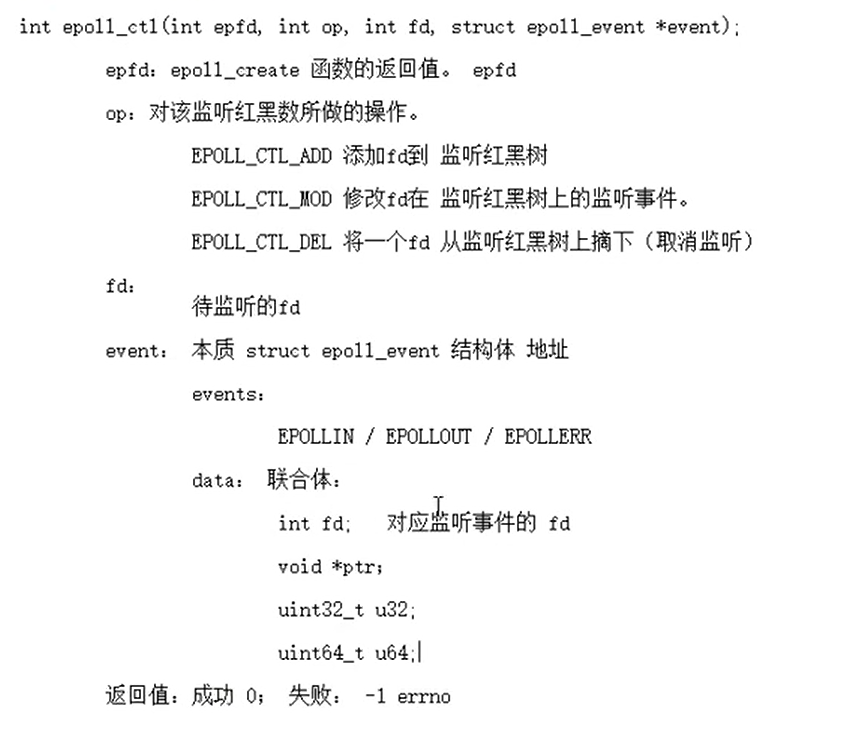 int epoll_ctl(int epfd, int op, int fd, struct epoll_event *event);
epfd: epoll_create 函数的返回值。 epfd
op: 对该监听红黑数所做的操作。
EPOLL_CTL_ADD 添加fd到 监听红黑树
EPOLL_CTL_MOD 修改fd在 监听红黑树上的监听事件。
EPOLL_CTL_DEL 将一个fd 从监听红黑树上摘下（取消监听）
fd:
待监听的fd
event: 本质 struct epoll_event 结构体 地址
events:
EPOLLIN / EPOLLOUT / EPOLLERR
data: 联合体:
int fd; 对应监听事件的 fd
void *ptr;
uint32_t u32;
uint64_t u64;
返回值: 成功 0; 失败: -1 errno